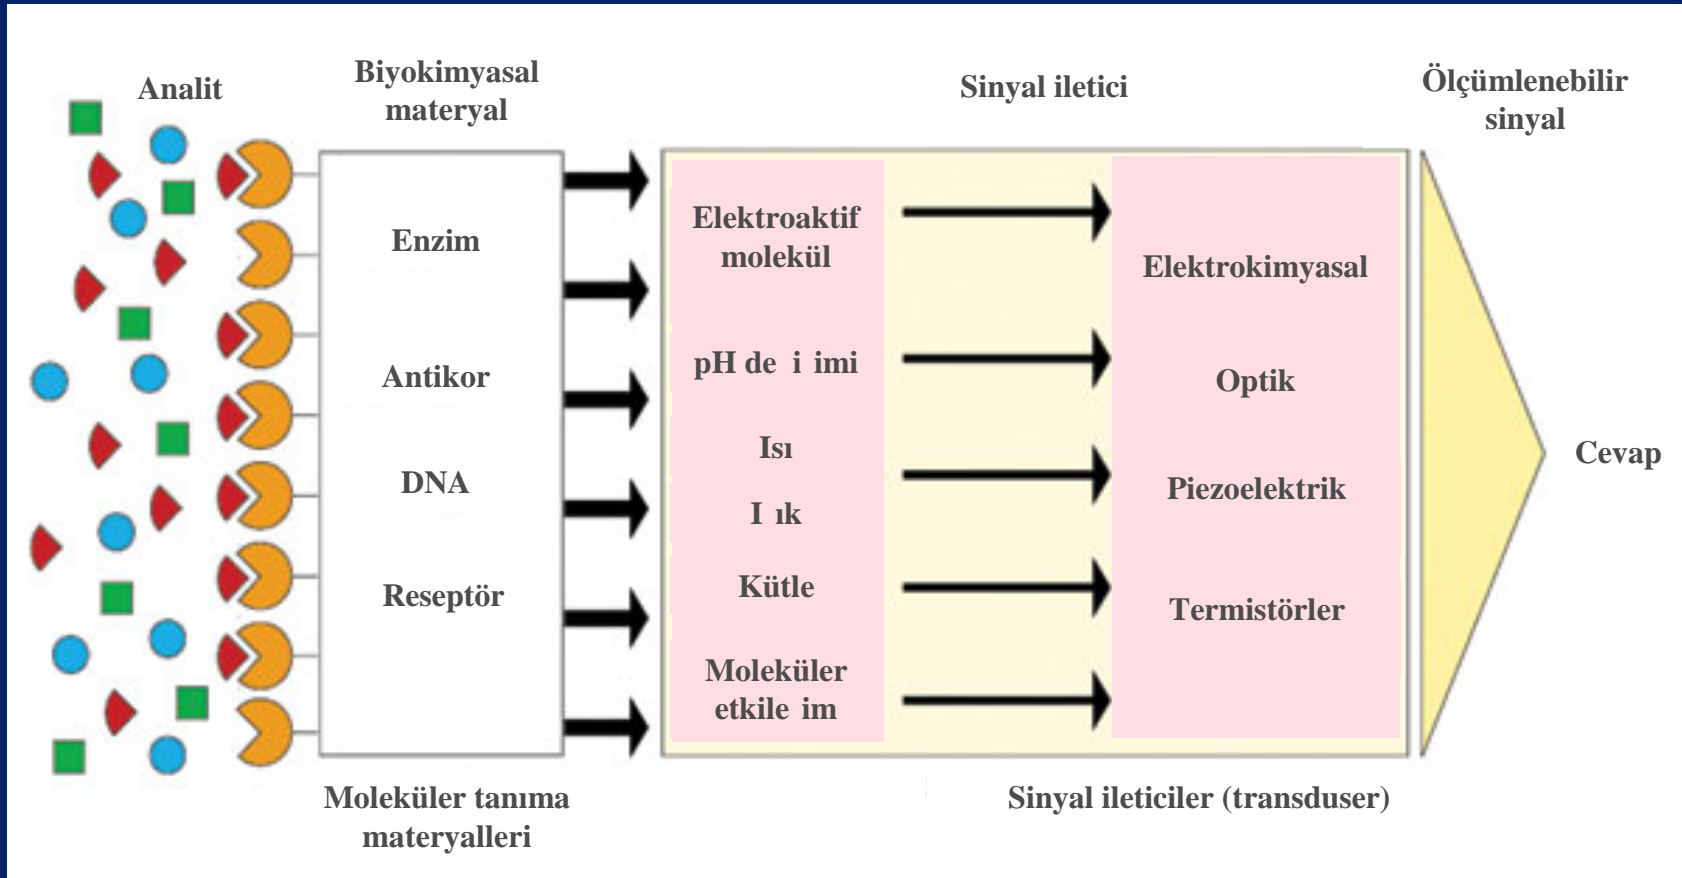 Analit
Biyokimyasal
materyal
Sinyal iletici
Ölçümlenebilir
sinyal
Enzim
Antikor
DNA
Reseptör
Elektroaktif
molekül
pH de i imi
Isı
I ık
Kütle
Moleküler
etkile im
Elektrokimyasal
Optik
Piezoelektrik
Termistörler
Cevap
Moleküler tanıma
materyalleri
Sinyal ileticiler (transduser)